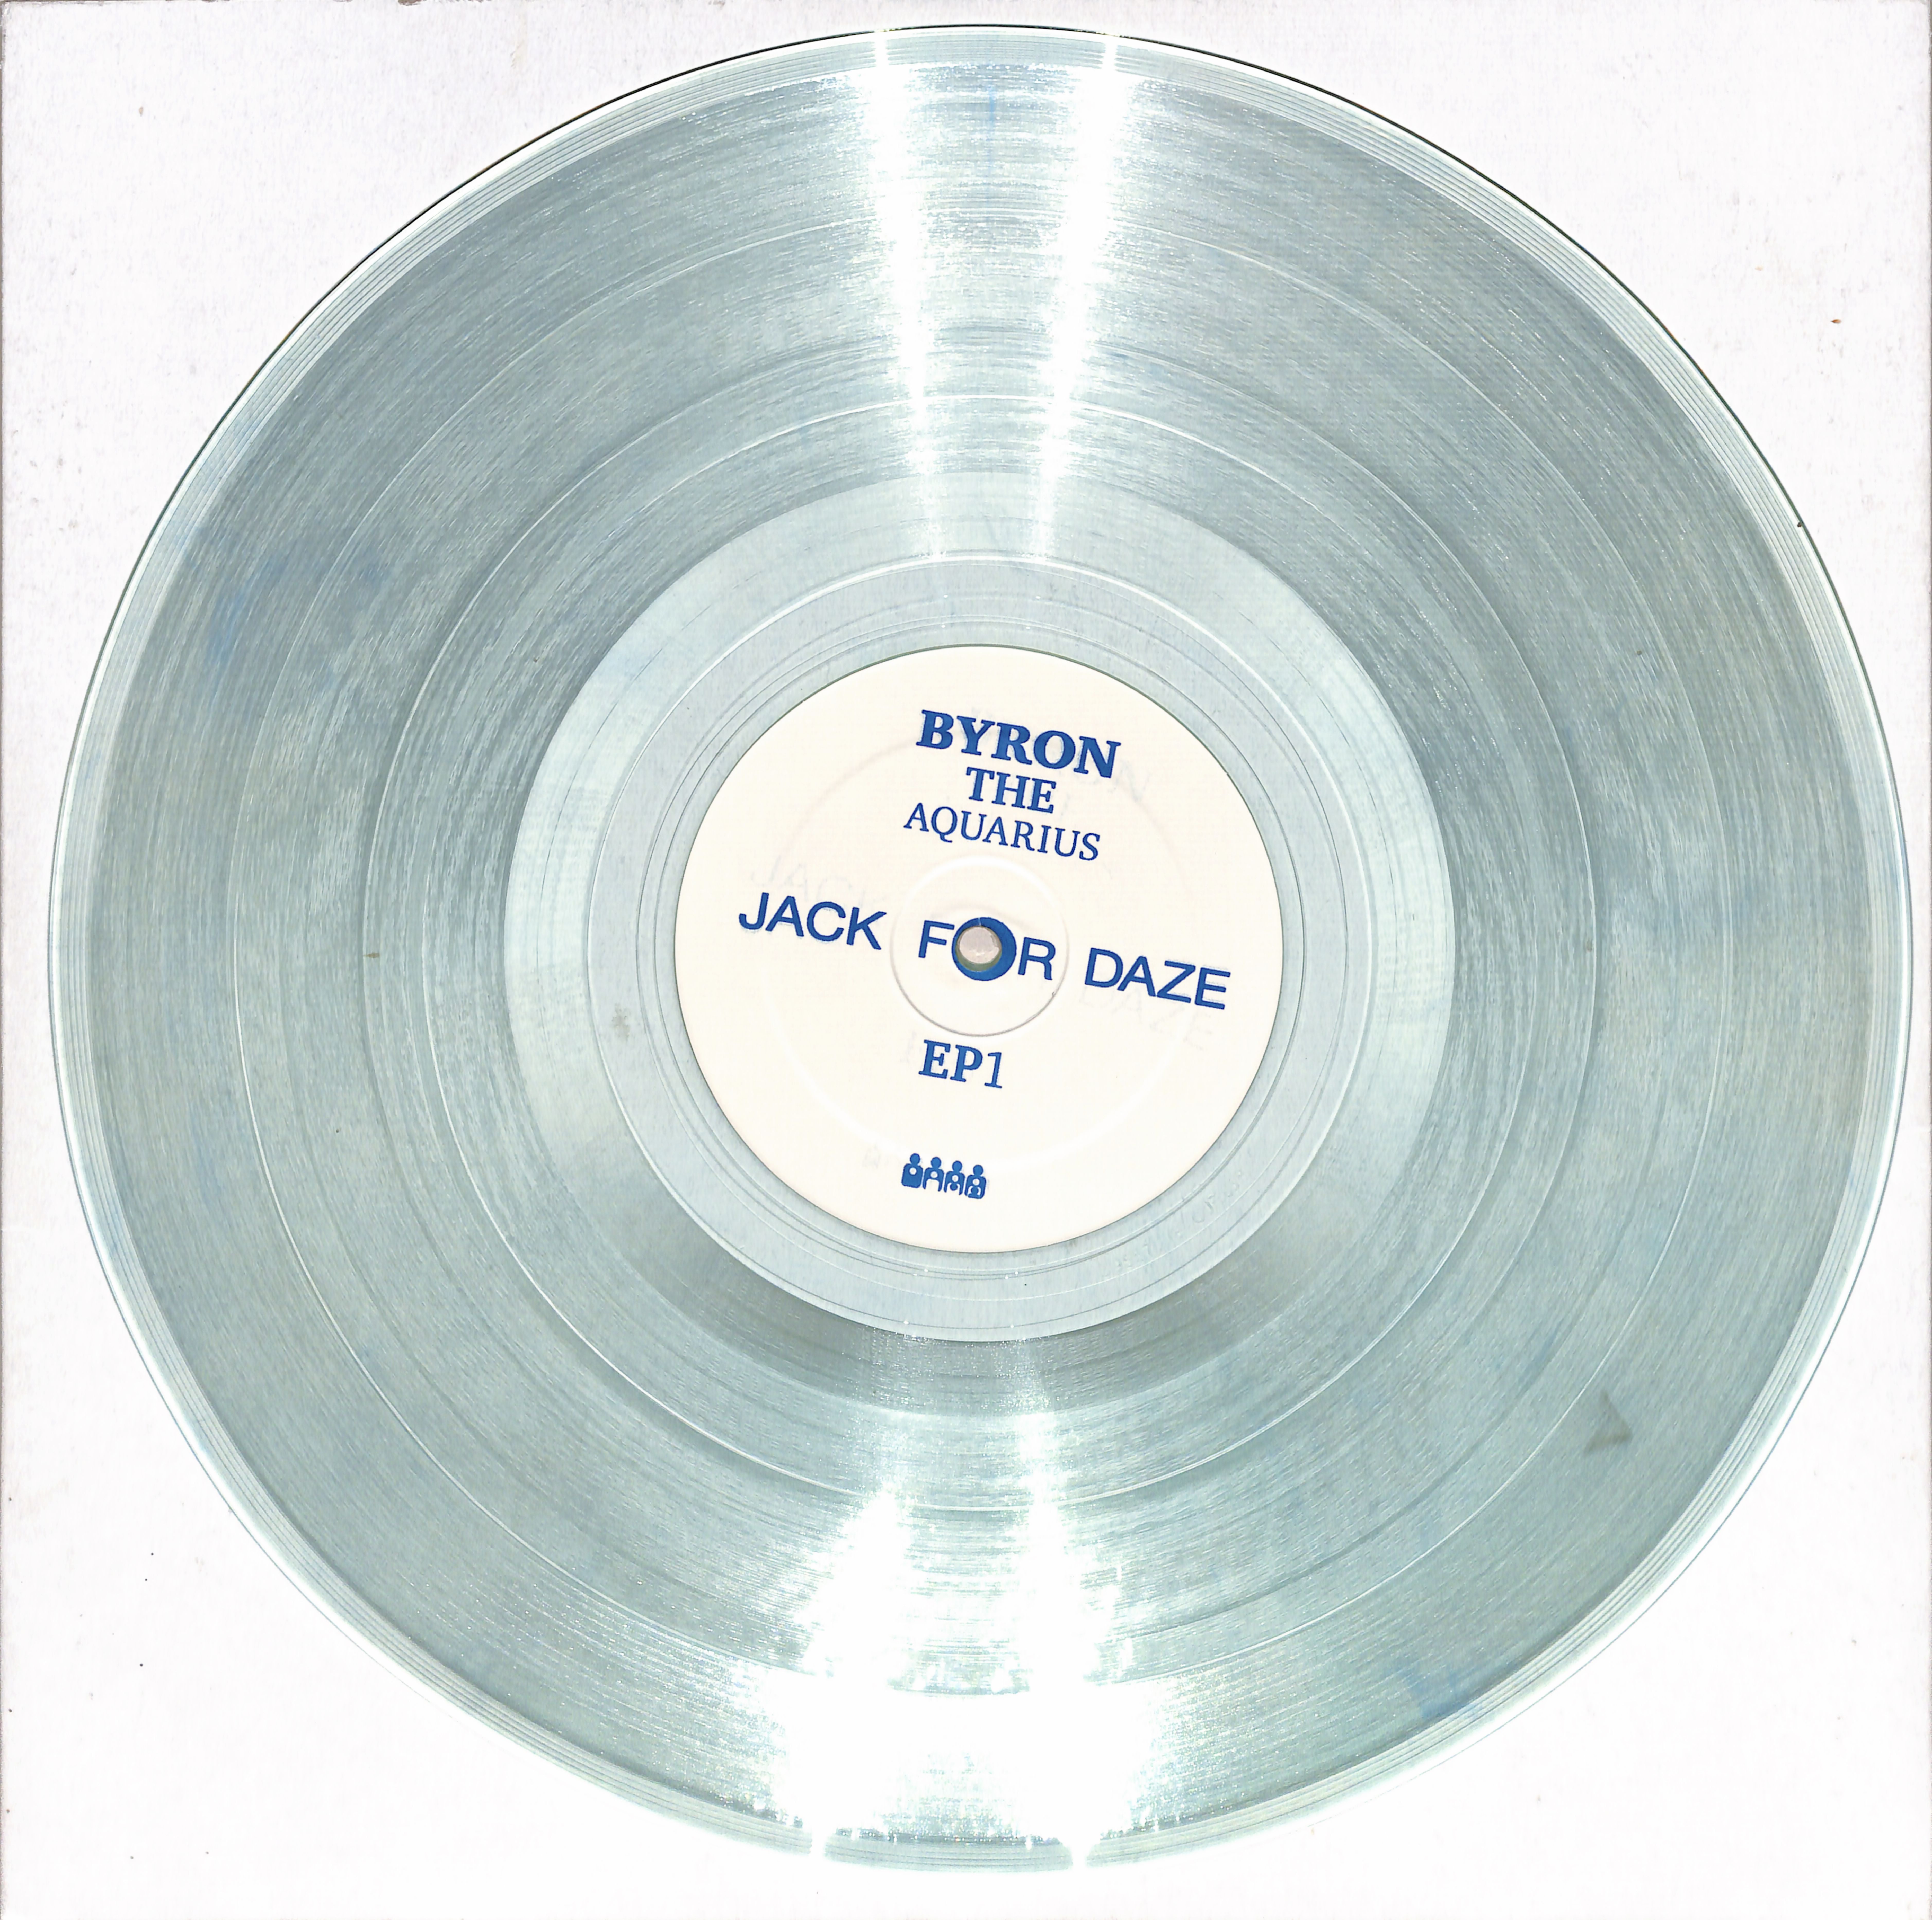 BYRON
THE
AQUARIUS
JACK FOR DAZE
EP1